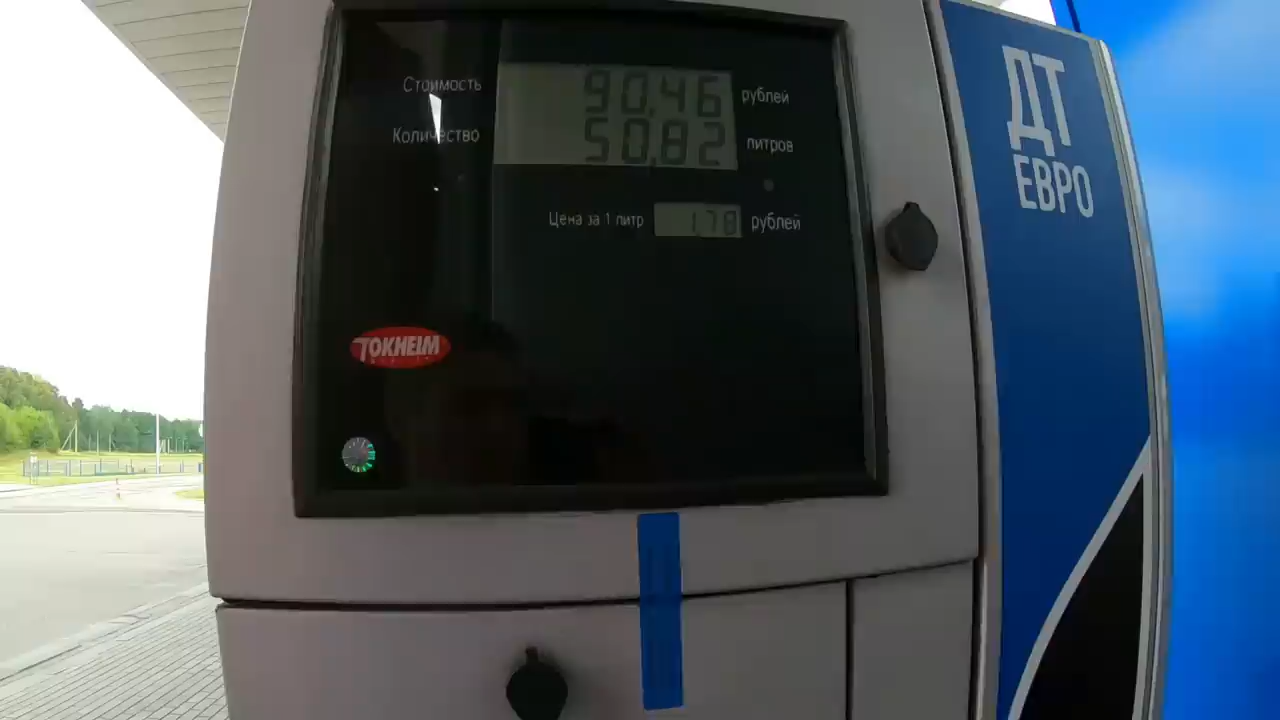 Стоимость 90,46 рублей
Количество 50,82 литров
Цена за 1 литр 1,78 рублей
TOKHEIM
ДТ
ЕВРО